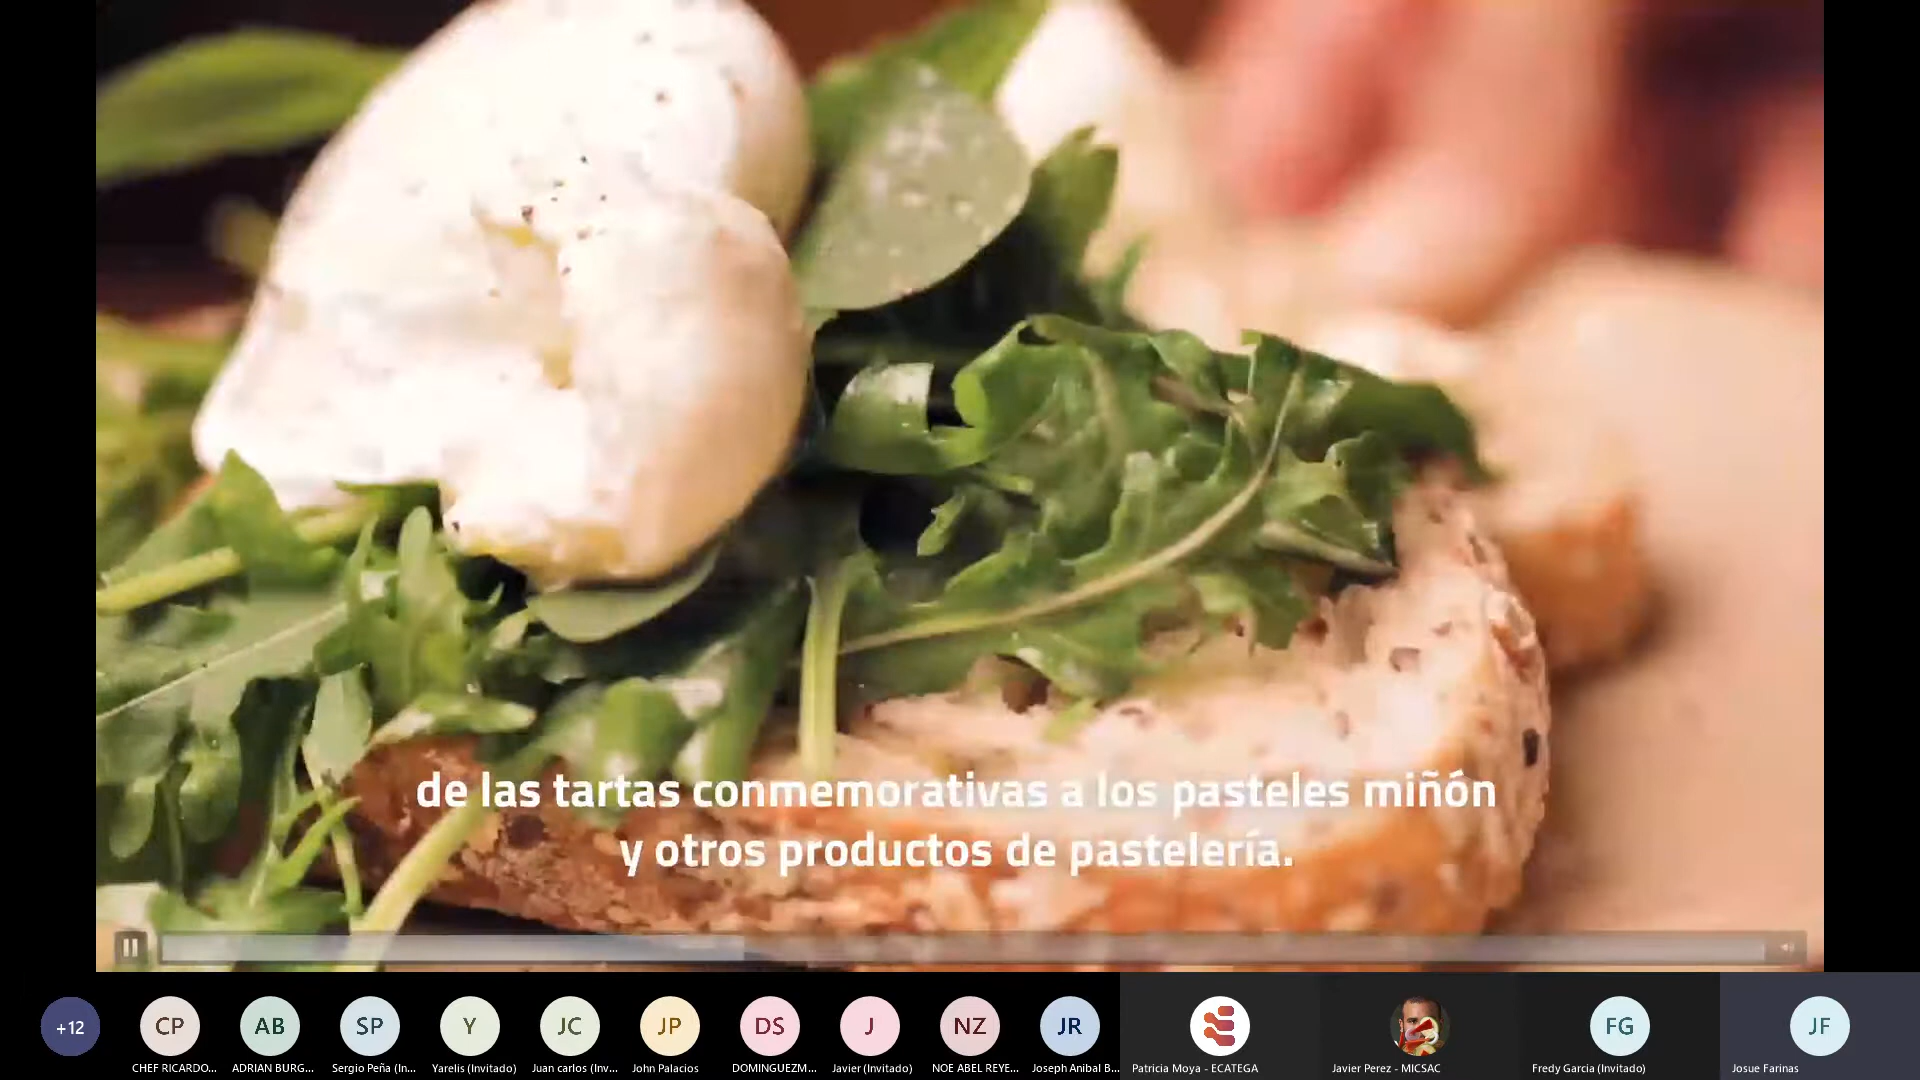 de las tartas conmemorativas a los pasteles miñón
y otros productos de pastelería.
+12
CP
AB
SP
Y
JC
JP
DS
J
NZ
JR
FG
JF
CHEF RICARDO...
ADRIAN BURG...
Sergio Peña (In...
Yarelis (Invitado)
Juan carlos (Inv...
John Palacios
DOMINGUEZM...
Javier (Invitado)
NOE ABEL REYE...
Joseph Anibal B...
Patricia Moya - ECATEGA
Javier Perez - MICSAC
Fredy Garcia (Invitado)
Josue Farinas